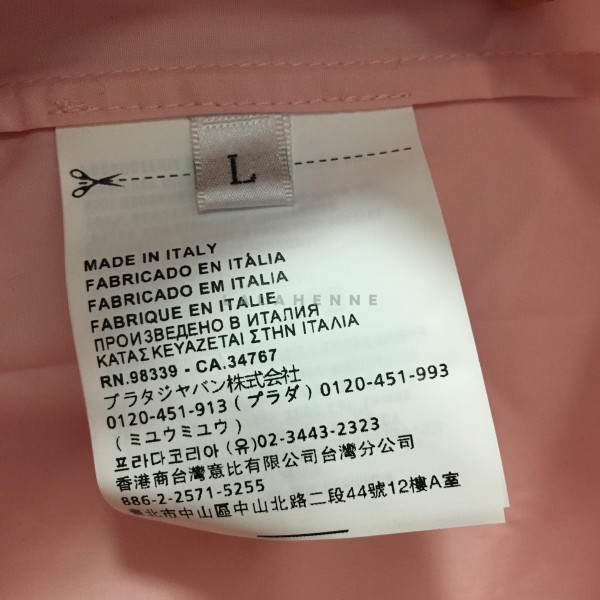 L
MADE IN ITALY
FABRICADO EN ITÀLIA
FABRICADO EM ITALIA
FABRIQUE EN ITALIE
ПРОИЗВЕДЕНО В ИТАЛИЯ
ΚΑΤΑΣΚΕΥΑΖΕΤΑΙ ΣΤΗΝ ΙΤΑΛΙΑ
RN.98339 - CA.34767
プラダジャパン株式会社
0120-451-913 (プラダ) 0120-451-993
(ミュウミュウ)
프라다코리아 (유)02-3443-2323
香港商台灣意比有限公司台灣分公司
886-2-2571-5255
臺北市中山區中山北路二段44號12樓A室